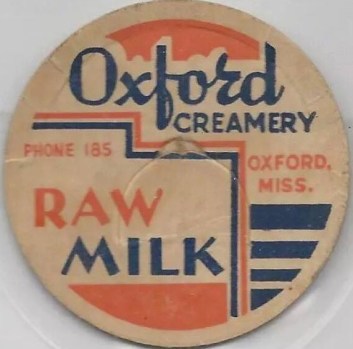 Oxford
CREAMERY
PHONE 185
OXFORD,
MISS.
RAW
MILK